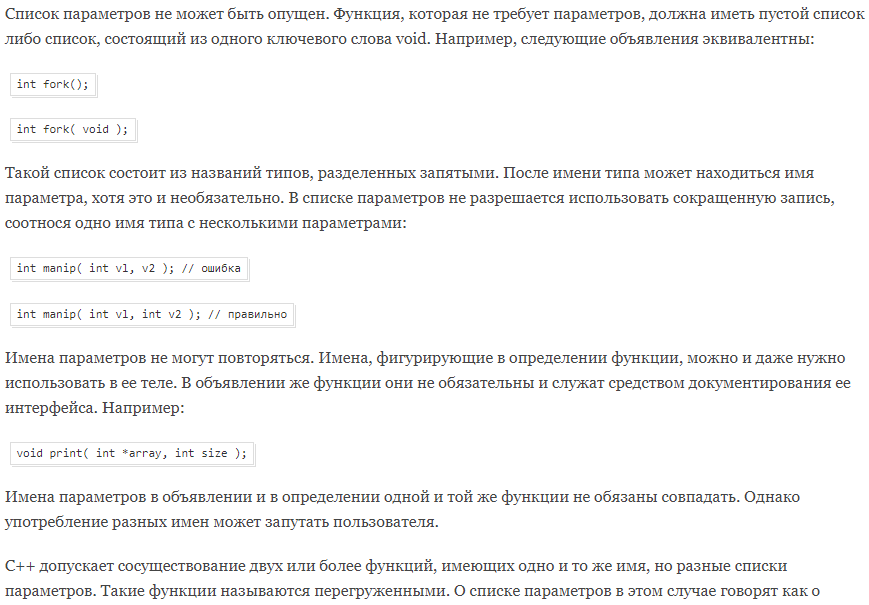 Список параметров не может быть опущен. Функция, которая не требует параметров, должна иметь пустой список
либо список, состоящий из одного ключевого слова void. Например, следующие объявления эквивалентны:
int fork();
int fork( void );
Такой список состоит из названий типов, разделенных запятыми. После имени типа может находиться имя
параметра, хотя это и необязательно. В списке параметров не разрешается использовать сокращенную запись,
соотнося одно имя типа с несколькими параметрами:
int manip( int v1, v2 ); // ошибка
int manip( int v1, int v2 ); // правильно
Имена параметров не могут повторяться. Имена, фигурирующие в определении функции, можно и даже нужно
использовать в ее теле. В объявлении же функции они не обязательны и служат средством документирования ее
интерфейса. Например:
void print( int *array, int size );
Имена параметров в объявлении и в определении одной и той же функции не обязаны совпадать. Однако
употребление разных имен может запутать пользователя.
С++ допускает сосуществование двух или более функций, имеющих одно и то же имя, но разные списки
параметров. Такие функции называются перегруженными. О списке параметров в этом случае говорят как о